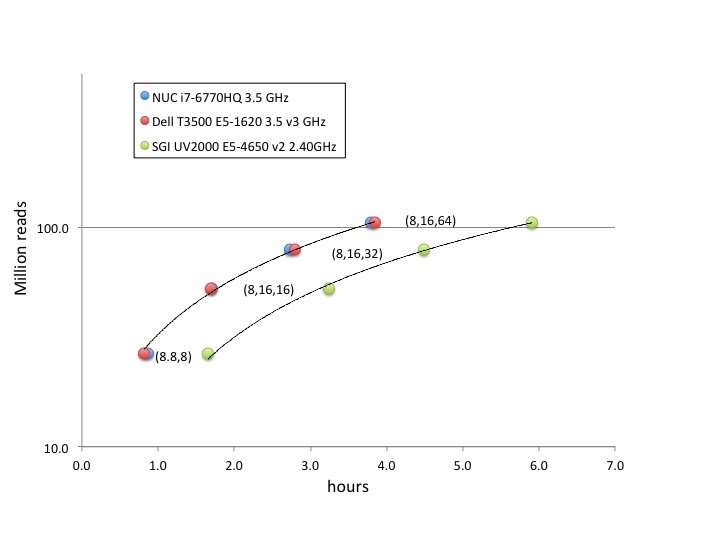 NUC i7-6770HQ 3.5 GHz
Dell T3500 E5-1620 3.5 v3 GHz
SGI UV2000 E5-4650 v2 2.40GHz
Million reads
100.0
10.0
(8,16,64)
(8,16,32)
(8,16,16)
(8.8,8)
0.0 1.0 2.0 3.0 4.0 5.0 6.0 7.0
hours